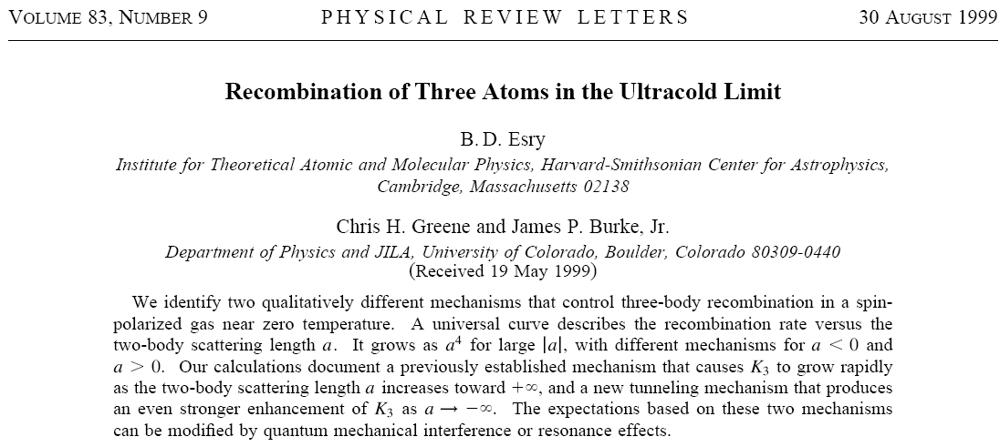 VOLUME 83, NUMBER 9 PHYSICAL REVIEW LETTERS 30 AUGUST 1999
Recombination of Three Atoms in the Ultracold Limit
B. D. Esry
Institute for Theoretical Atomic and Molecular Physics, Harvard-Smithsonian Center for Astrophysics,
Cambridge, Massachusetts 02138
Chris H. Greene and James P. Burke, Jr.
Department of Physics and JILA, University of Colorado, Boulder, Colorado 80309-0440
(Received 19 May 1999)
We identify two qualitatively different mechanisms that control three-body recombination in a spin-
polarized gas near zero temperature. A universal curve describes the recombination rate versus the
two-body scattering length a. It grows as a⁴ for large |a|, with different mechanisms for a < 0 and
a > 0. Our calculations document a previously established mechanism that causes K₃ to grow rapidly
as the two-body scattering length a increases toward +∞, and a new tunneling mechanism that produces
an even stronger enhancement of K₃ as a → −∞. The expectations based on these two mechanisms
can be modified by quantum mechanical interference or resonance effects.